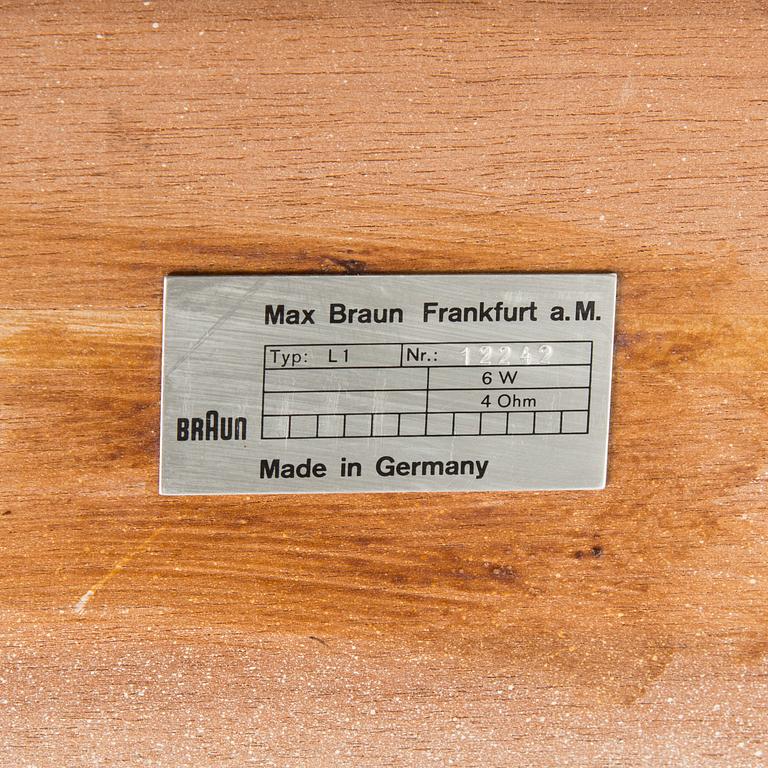 Max Braun Frankfurt a.M.
Typ: L1 Nr.: 12242
6 W
4 Ohm
BRAUN
Made in Germany